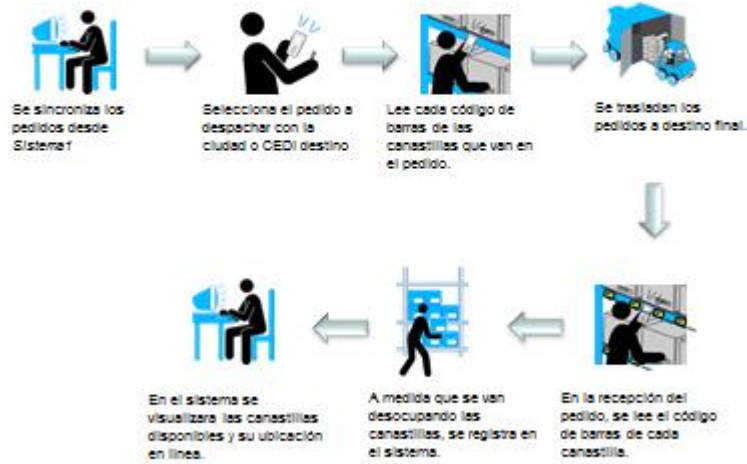 Se sincroniza los
pedidos desde
Sistema1
Selecciona el pedido a
despachar con la
ciudad o CEDI destino
Lee cada código de
barras de las
canastillas que van en
el pedido.
Se trasladan los
pedidos a destino final.
En la recepción del
pedido, se lee el código
de barras de cada
canastilla.
A medida que se van
desocupando las
canastillas, se registra en
el sistema.
En el sistema se
visualizara las canastillas
disponibles y su ubicación
en línea.